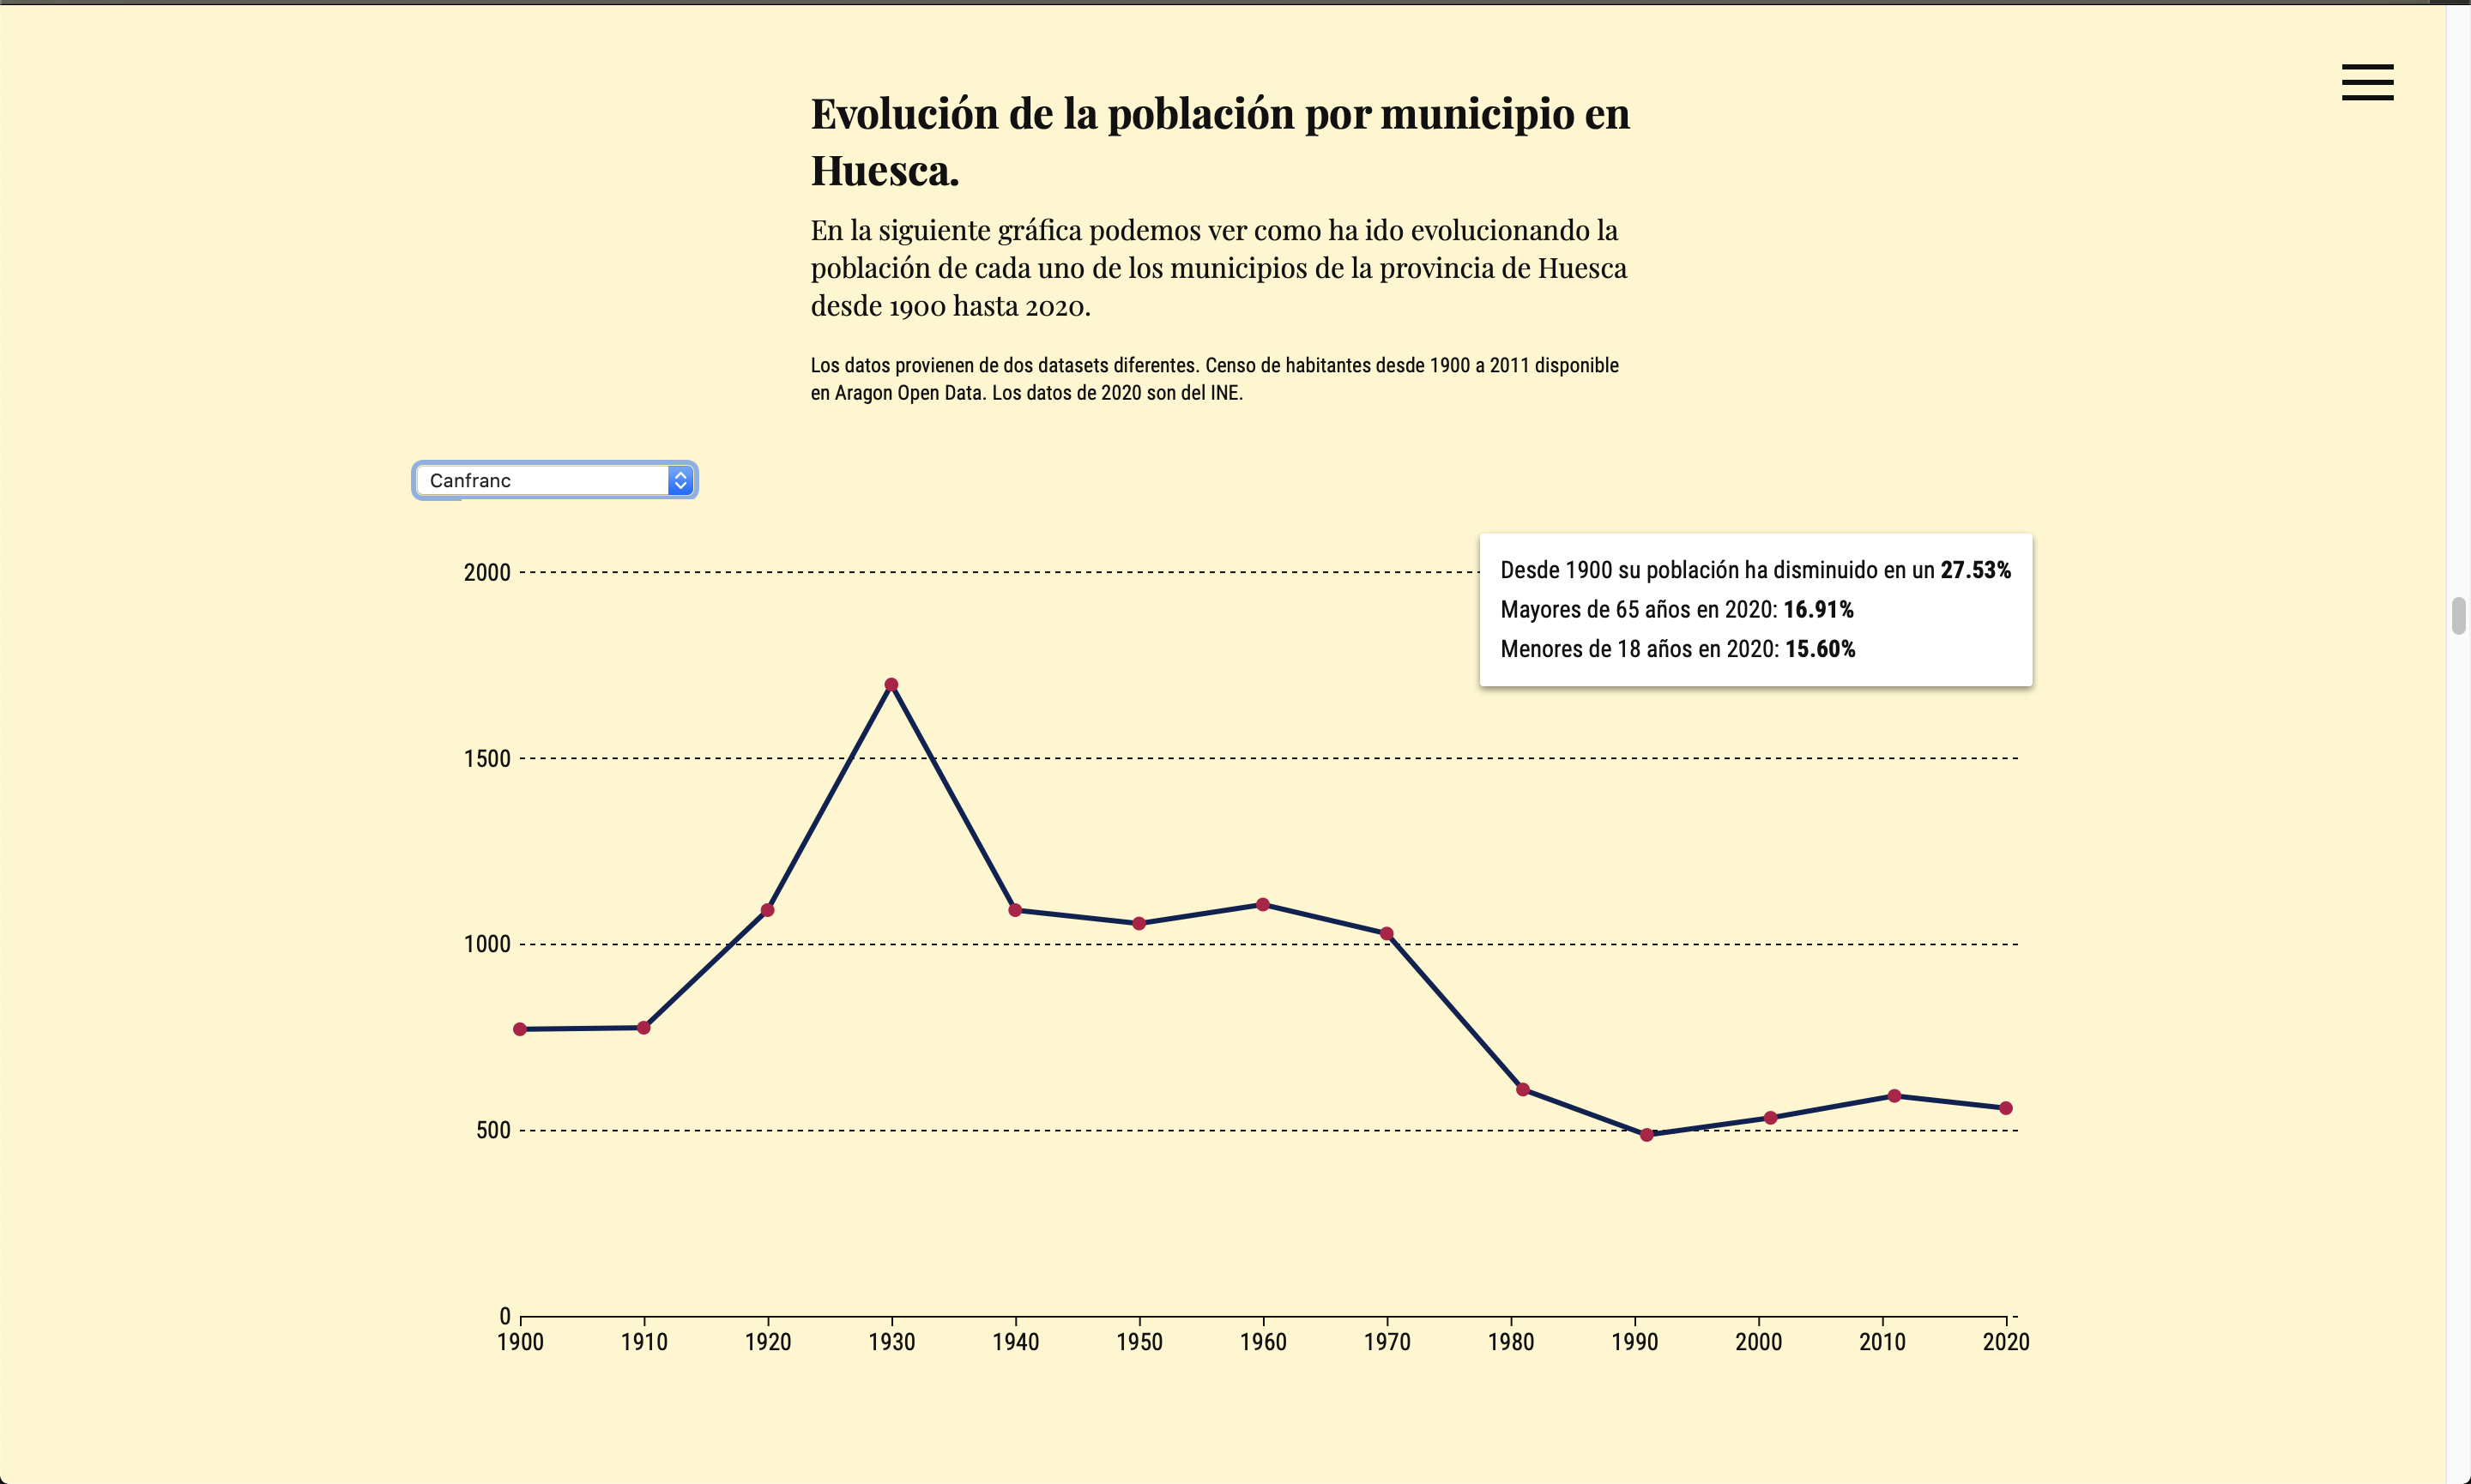 Evolución de la población por municipio en
Huesca.
En la siguiente gráfica podemos ver como ha ido evolucionando la
población de cada uno de los municipios de la provincia de Huesca
desde 1900 hasta 2020.
Los datos provienen de dos datasets diferentes. Censo de habitantes desde 1900 a 2011 disponible
en Aragon Open Data. Los datos de 2020 son del INE.
Canfranc
Desde 1900 su población ha disminuido en un 27.53%
Mayores de 65 años en 2020: 16.91%
Menores de 18 años en 2020: 15.60%
2000
1500
1000
500
0
1900 1910 1920 1930 1940 1950 1960 1970 1980 1990 2000 2010 2020